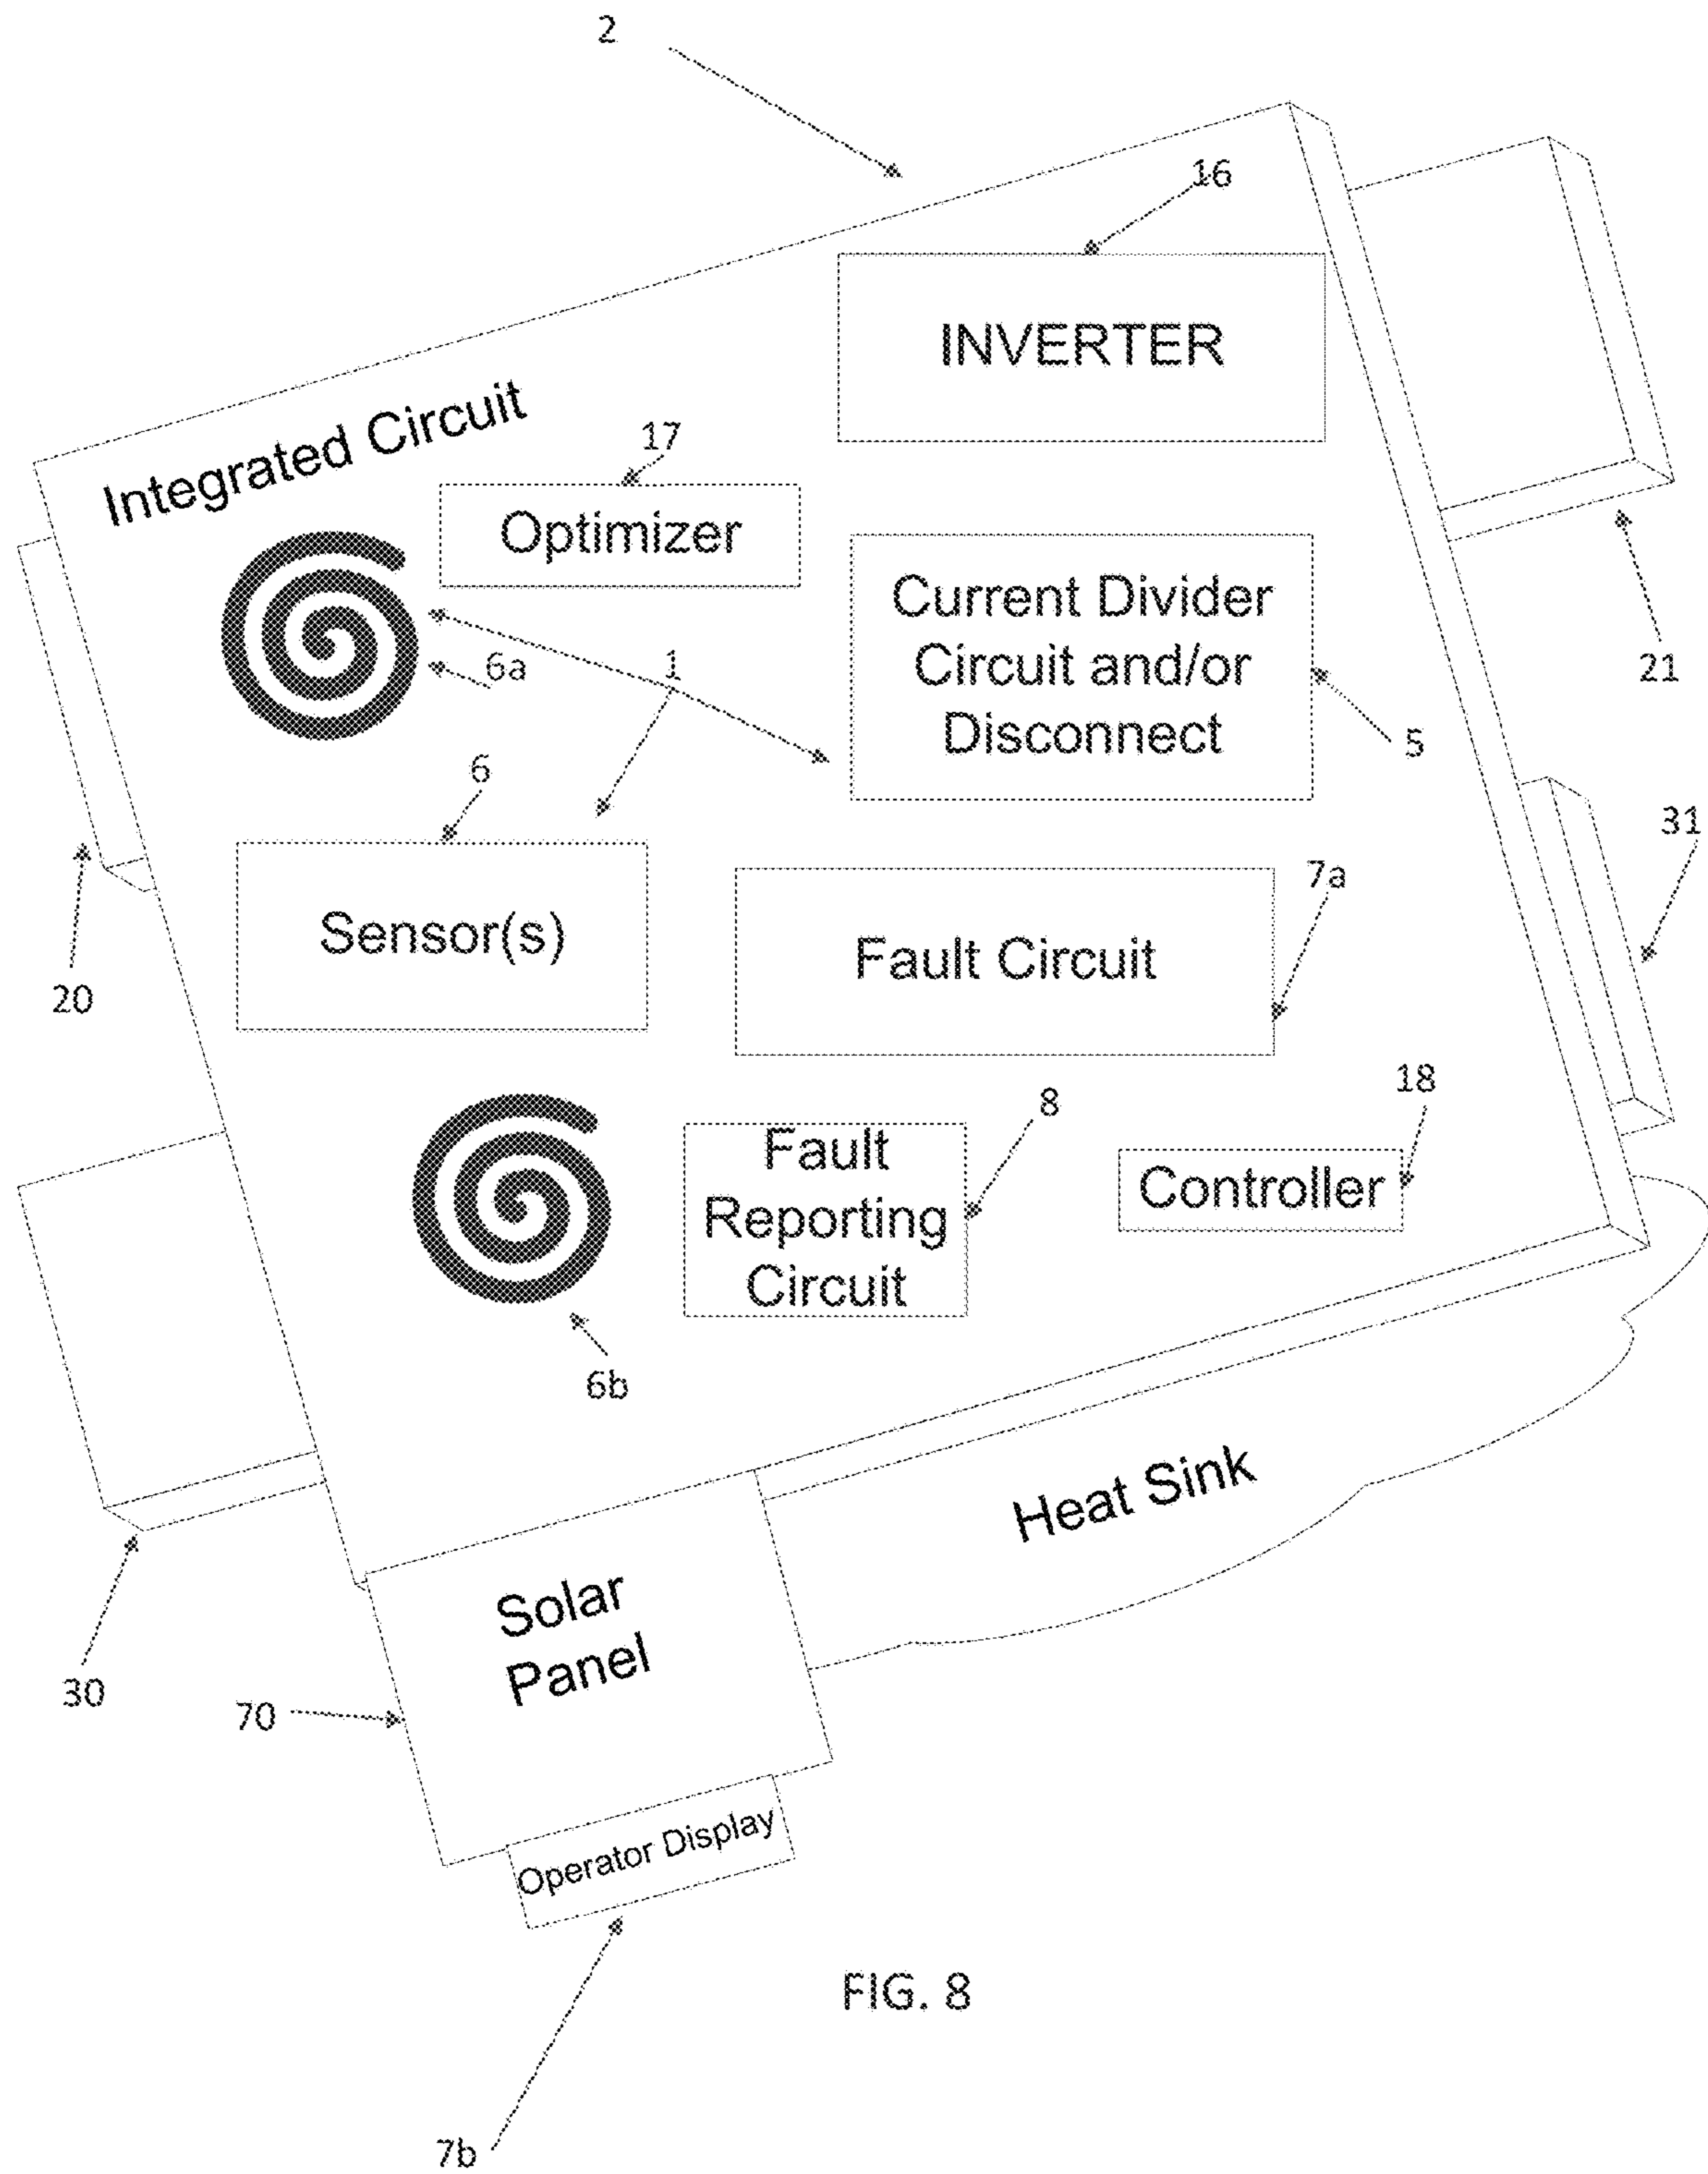 2
16
INVERTER
Integrated Circuit
17
Optimizer
Current Divider
Circuit and/or
Disconnect
6a
1
21
5
6
31
7a
Sensor(s)
Fault Circuit
20
18
8
Fault
Reporting
Circuit
Controller
6b
Heat Sink
Solar
Panel
30
70
Operator Display
FIG. 8
7b